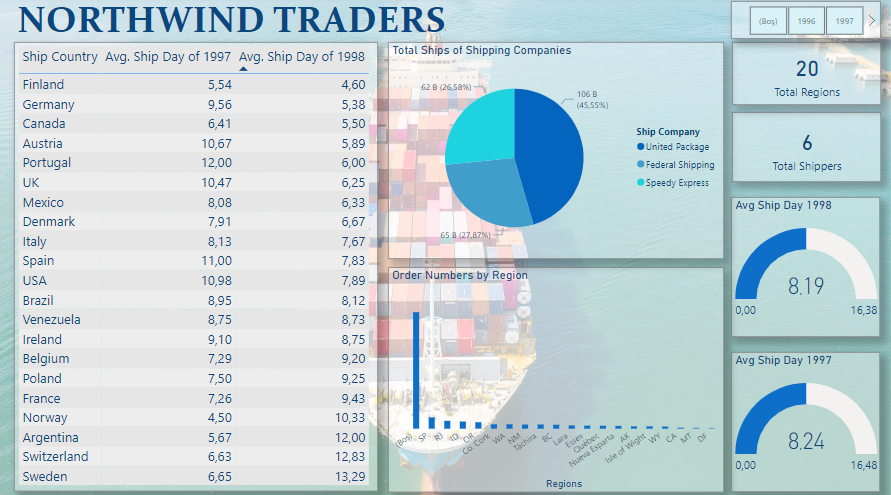 NORTHWIND TRADERS
(Boş) 1996 1997
Ship Country Avg. Ship Day of 1997 Avg. Ship Day of 1998
Finland 5,54 4,60
Germany 9,56 5,38
Canada 6,41 5,50
Austria 10,67 5,89
Portugal 12,00 6,00
UK 10,47 6,25
Mexico 8,08 6,33
Denmark 7,91 6,67
Italy 8,13 7,67
Spain 11,00 7,83
USA 10,98 7,89
Brazil 8,95 8,12
Venezuela 8,75 8,73
Ireland 9,10 8,75
Belgium 7,29 9,20
Poland 7,50 9,25
France 7,26 9,43
Norway 4,50 10,33
Argentina 5,67 12,00
Switzerland 6,63 12,83
Sweden 6,65 13,29
Total Ships of Shipping Companies
62 B (26,58%)
106 B
(45,55%)
65 B (27,87%)
Ship Company
United Package
Federal Shipping
Speedy Express
Order Numbers by Region
(Boş) SP RJ ID OR Co. Cork WA NM Táchira BC Lara Essex Québec Nueva Esparta AK Isle of Wight WY CA MT DF
Regions
20
Total Regions
6
Total Shippers
Avg Ship Day 1998
8,19
0,00 16,38
Avg Ship Day 1997
8,24
0,00 16,48